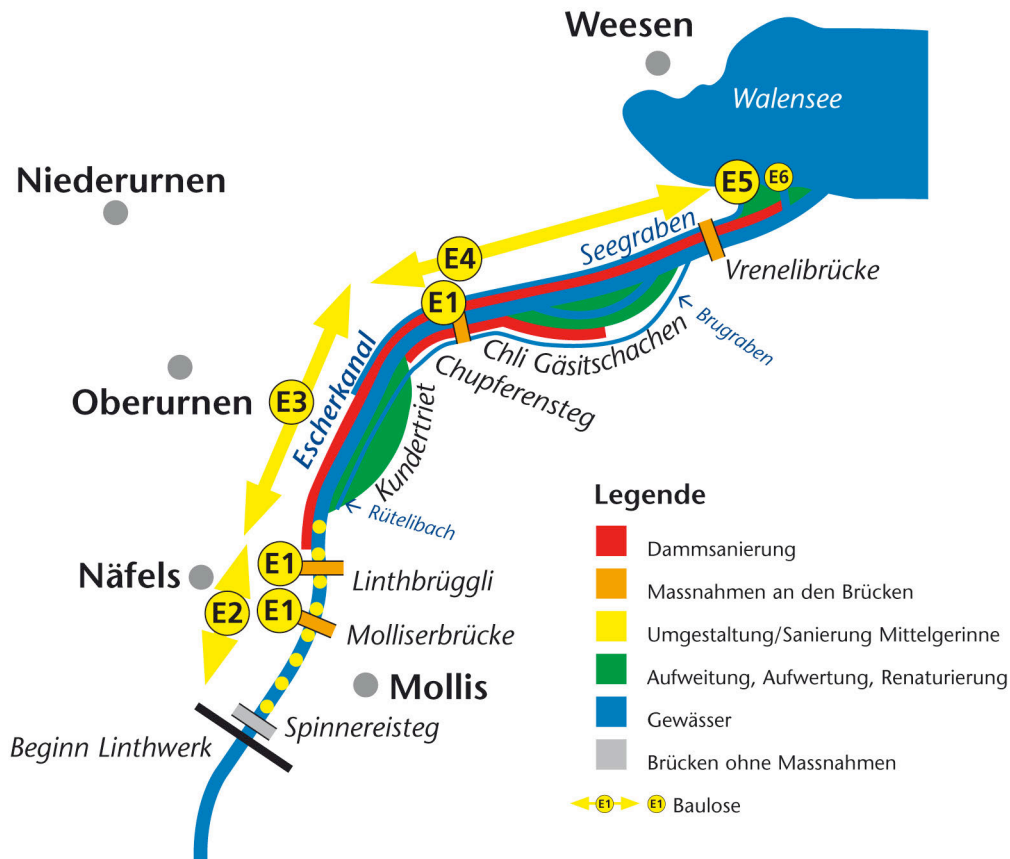 Weesen
Walensee
Niederurnen
E5
E6
Seegraben
E4
Vrenelibrücke
E1
Brugraben
←
Chli Gäsitschachen
Chupferensteg
Oberurnen
E3
Escherkanal
Kundertriet
← Rütelibach
Näfels
E1
Linthbrüggli
E2
E1
Molliserbrücke
Mollis
Spinnereisteg
Beginn Linthwerk
Legende
Dammsanierung
Massnahmen an den Brücken
Umgestaltung/Sanierung Mittelgerinne
Aufweitung, Aufwertung, Renaturierung
Gewässer
Brücken ohne Massnahmen
E1 E1 Baulose